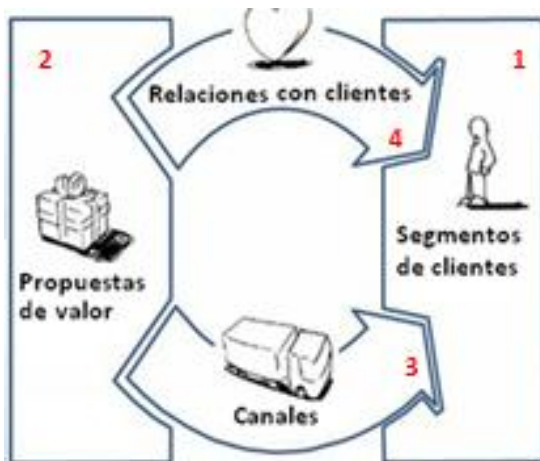 2
1
Relaciones con clientes
4
Segmentos
de clientes
Propuestas
de valor
3
Canales